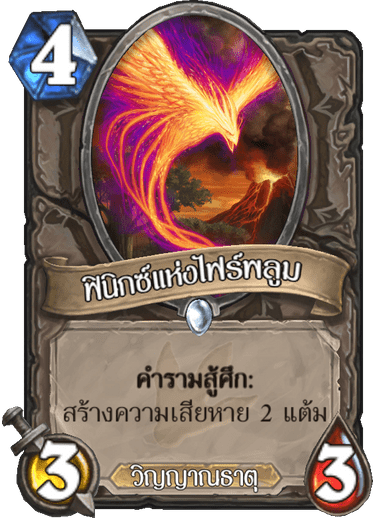 4
ฟีนิกซ์แห่งไฟร์พลูม
คำรามสู้ศึก:
สร้างความเสียหาย 2 แต้ม
3
วิญญาณธาตุ
3